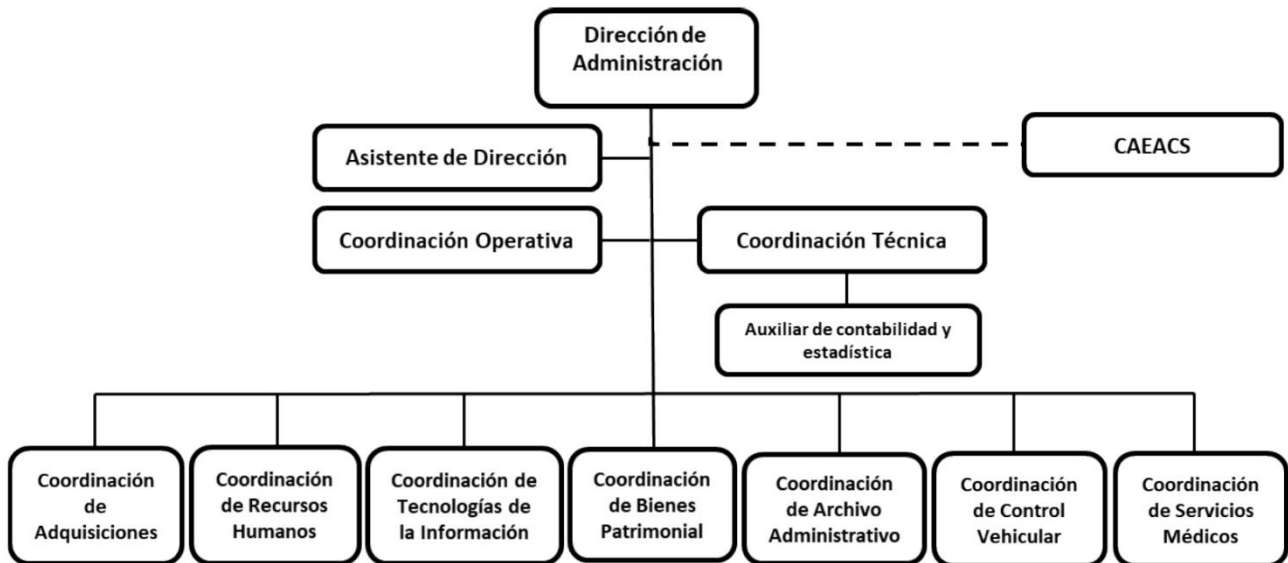 Dirección de
Administración
CAEACS
Asistente de Dirección
Coordinación Operativa
Coordinación Técnica
Auxiliar de contabilidad y
estadística
Coordinación
de
Adquisiciones
Coordinación
de Recursos
Humanos
Coordinación de
Tecnologías de
la Información
Coordinación
de Bienes
Patrimonial
Coordinación
de Archivo
Administrativo
Coordinación
de Control
Vehicular
Coordinación
de Servicios
Médicos